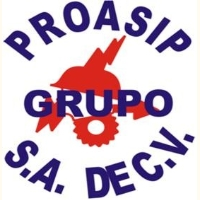 PROASIP
GRUPO
S.A. DE C.V.